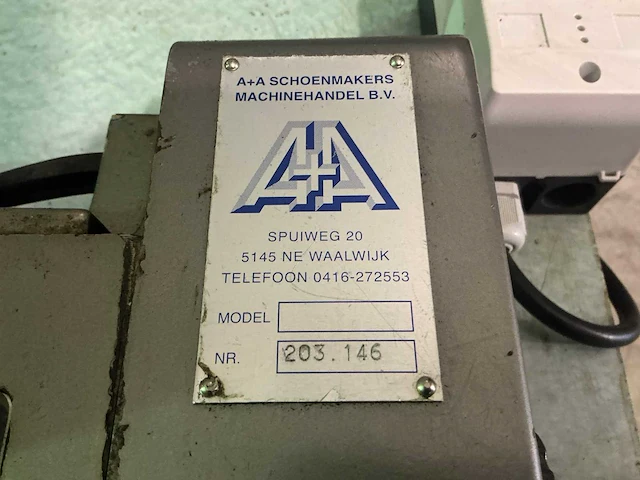 A+A SCHOENMAKERS
MACHINEHANDEL B.V.
A+A
SPUIWEG 20
5145 NE WAALWIJK
TELEFOON 0416-272553
MODEL
NR. 203.146